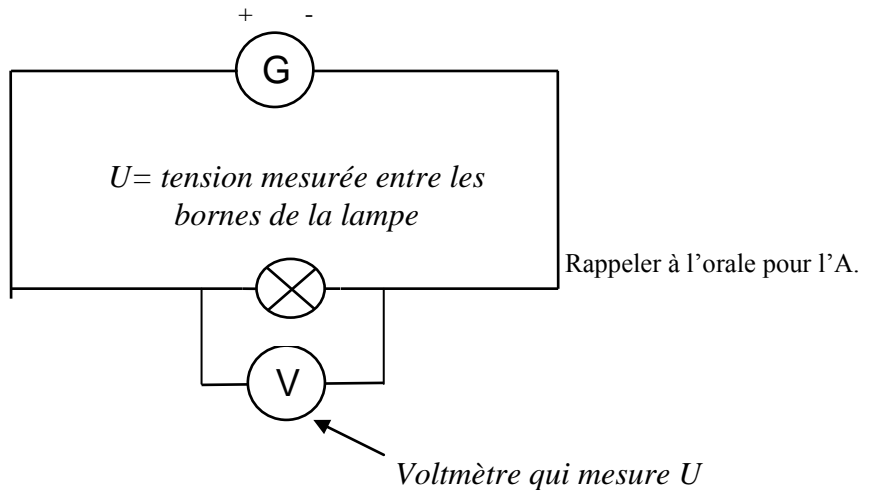 + -
G
U= tension mesurée entre les
bornes de la lampe
Rappeler à l’orale pour l’A.
V
Voltmètre qui mesure U